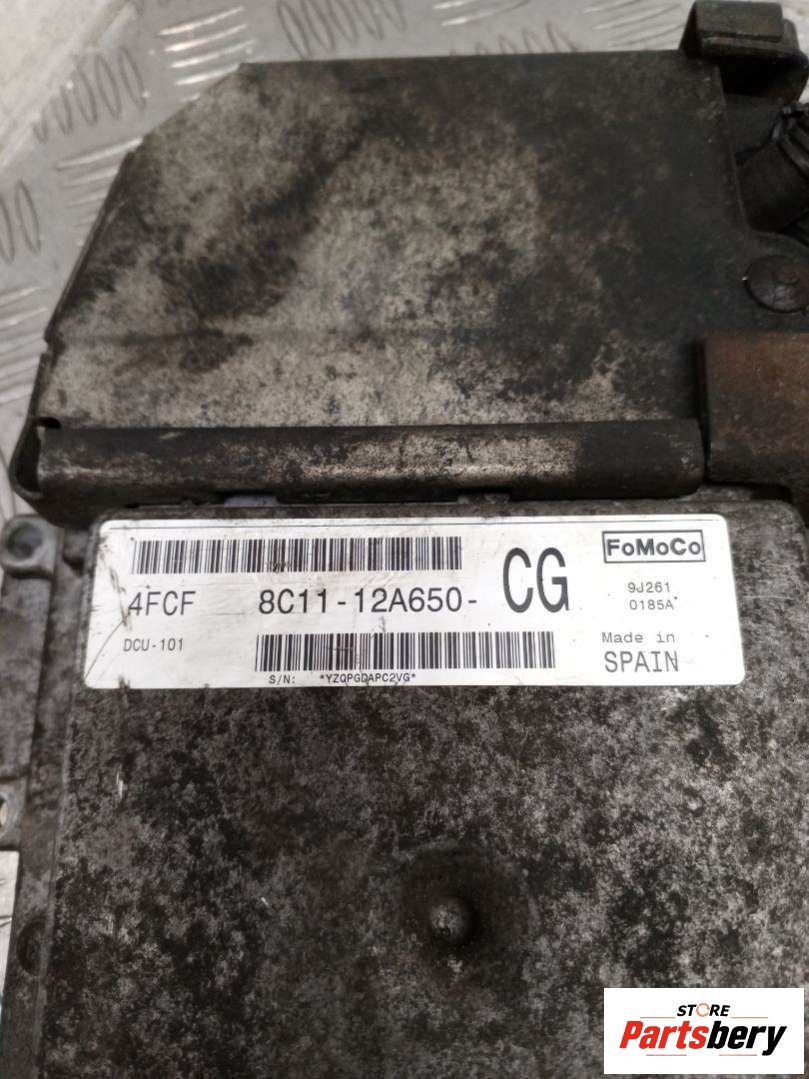 4FCF 8C11-12A650- CG FoMoCo
9J261
0185A
DCU-101
Made in
SPAIN
S/N: *YZQPGDAPC2VG*
STORE
Partsbery